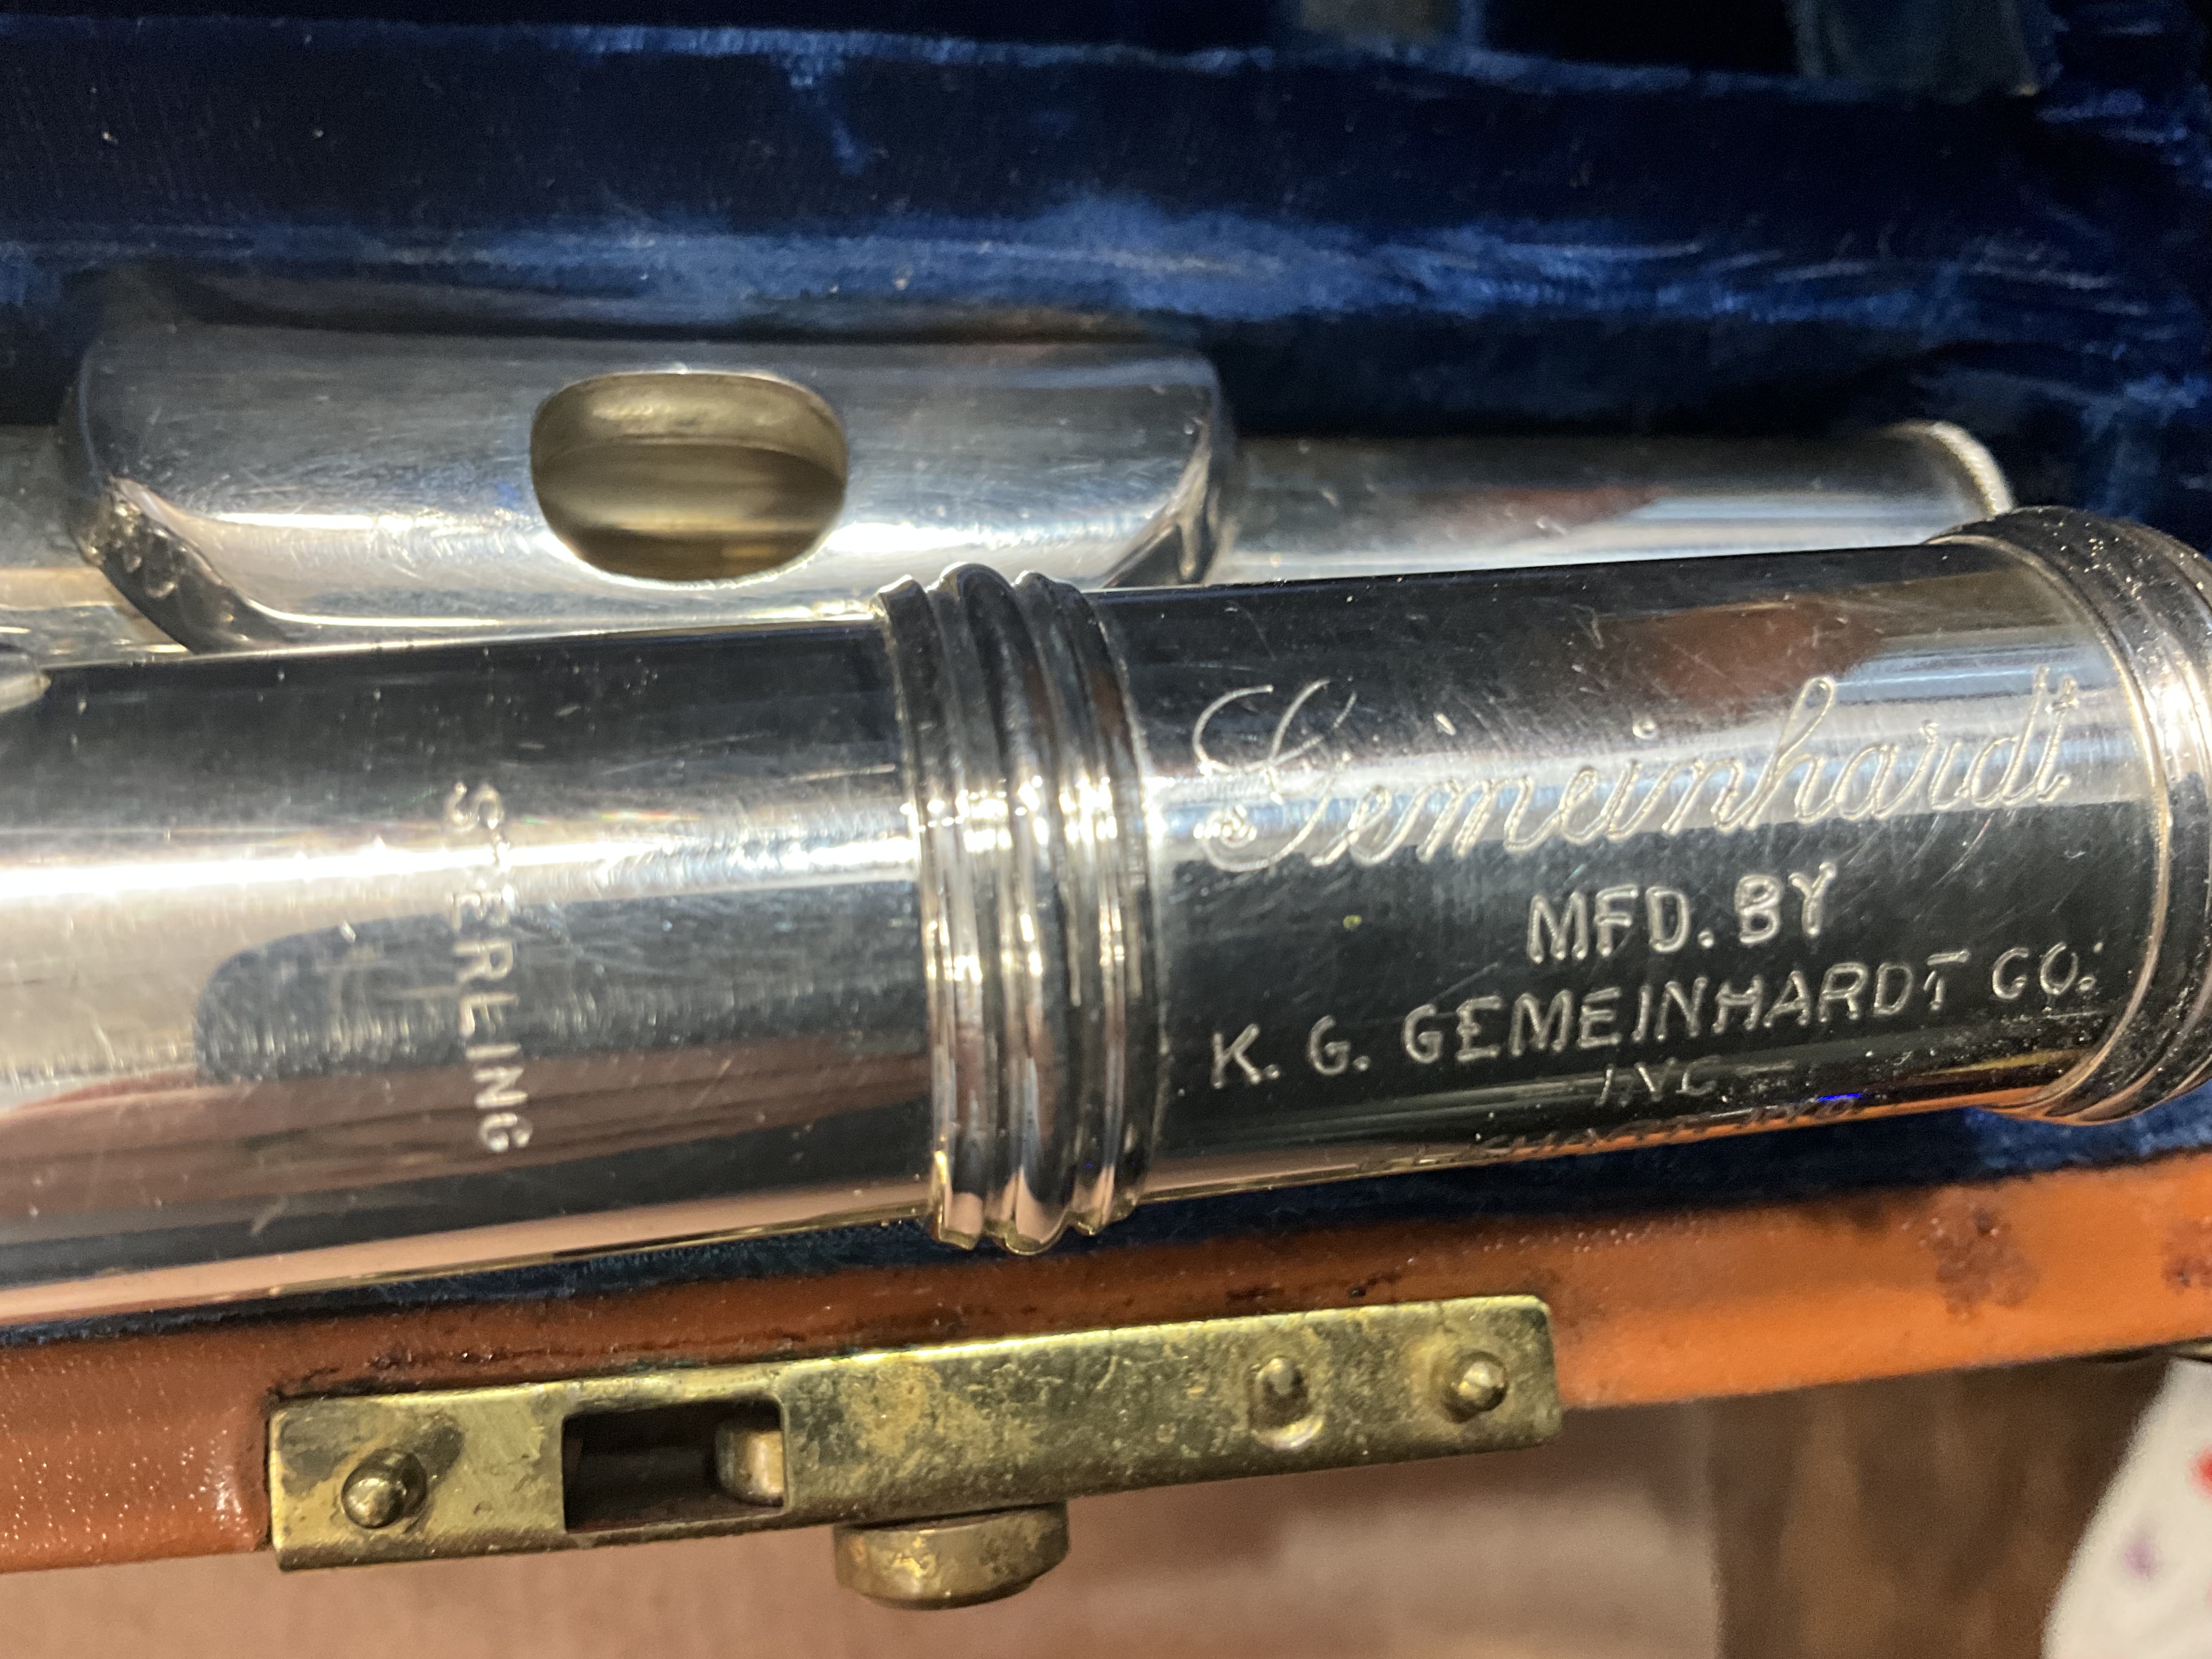 STERLING
Gemeinhardt
MFD. BY
K. G. GEMEINHARDT CO.
INC